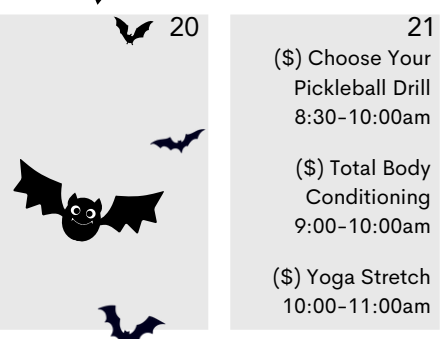 20
21
($) Choose Your
Pickleball Drill
8:30-10:00am
($) Total Body
Conditioning
9:00-10:00am
($) Yoga Stretch
10:00-11:00am